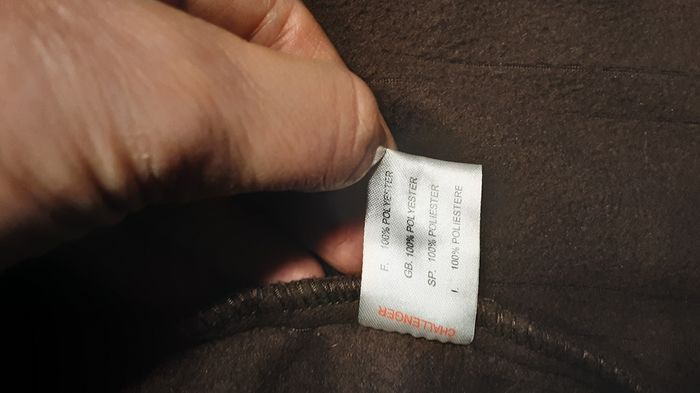 F. 100% POLYESTER
GB. 100% POLYESTER
SP. 100% POLIESTER
I. 100% POLIESTERE
CHALLENGER